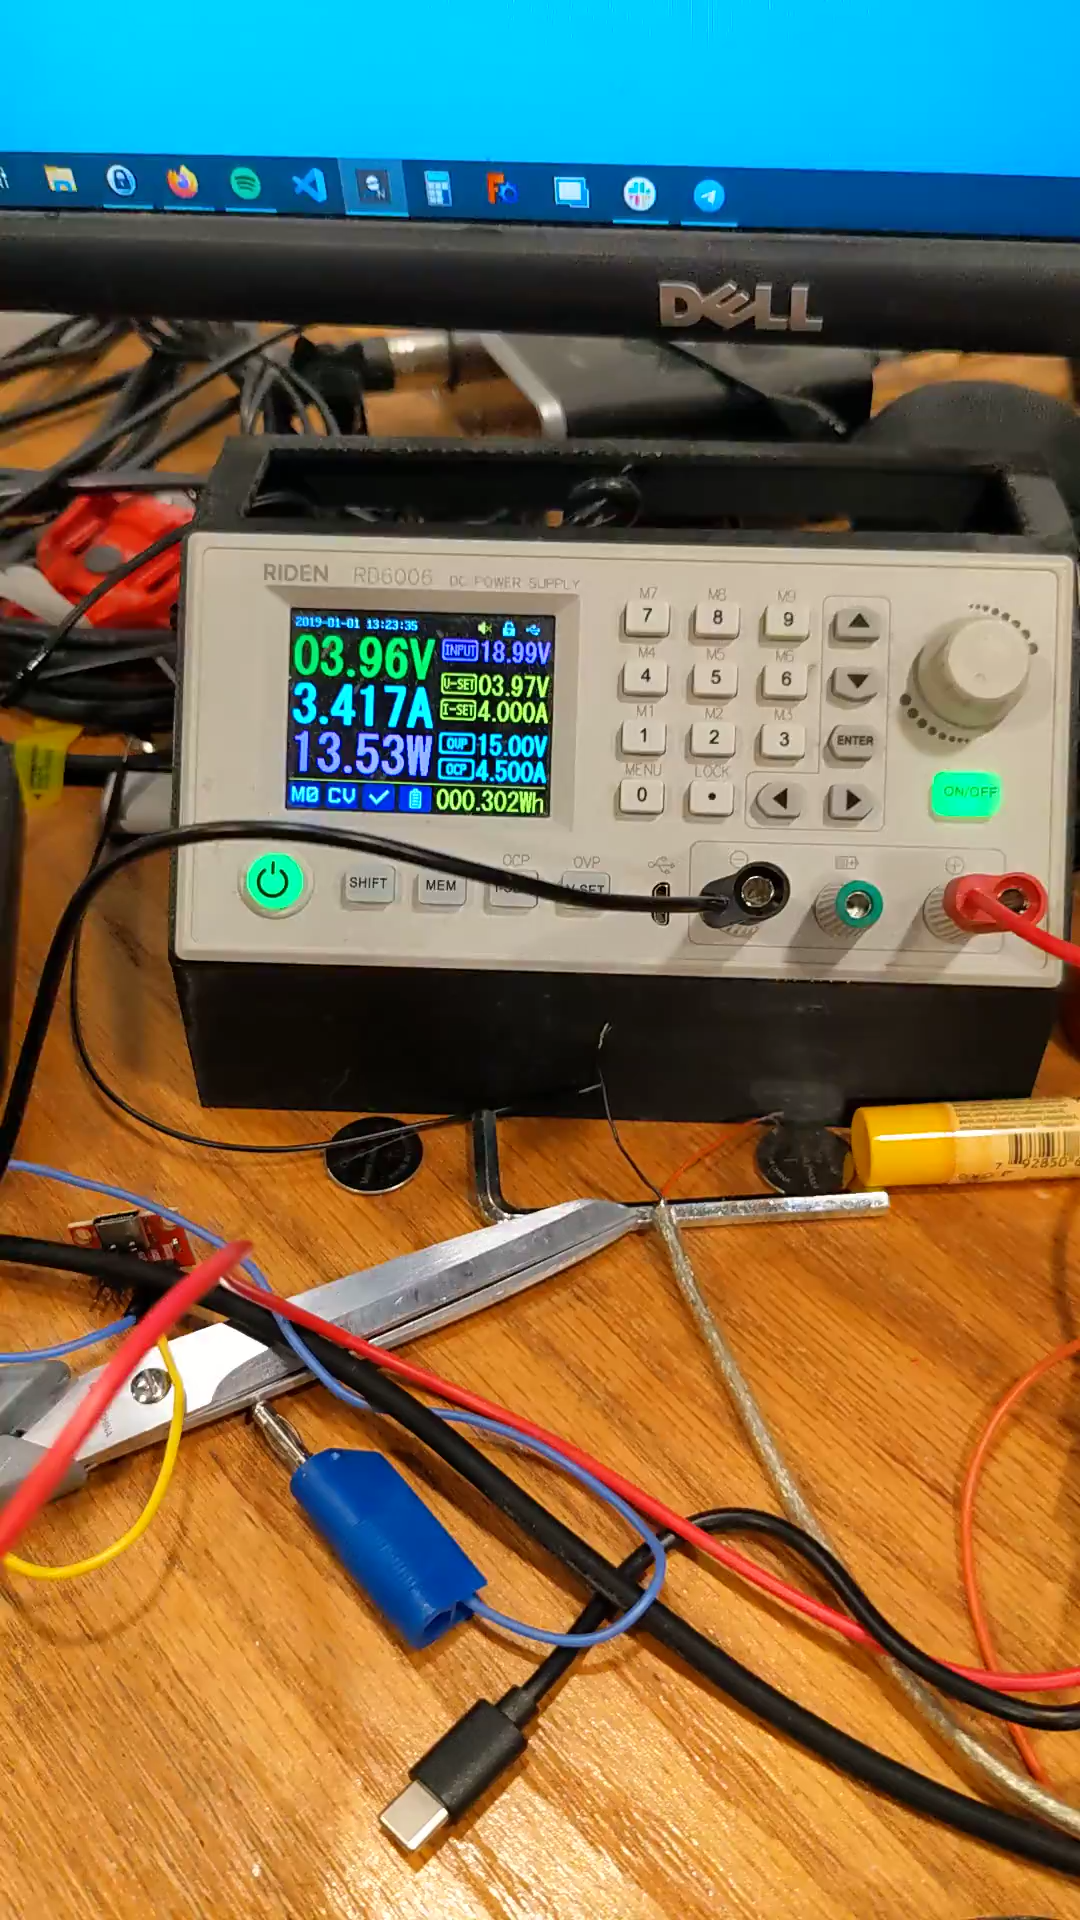 DELL
RIDEN RD6006 DC POWER SUPPLY
2019-01-01 13:23:35
03.96V INPUT 18.99V
3.417A V-SET 03.97V
I-SET 4.000A
13.53W OVP 15.00V
OCP 4.500A
M0 CV 000.302Wh
M7 M8 M9
7 8 9
M4 M5 M6
4 5 6
M1 M2 M3
1 2 3 ENTER
MENU LOCK
0 . ON/OFF
OCP OVP
SHIFT MEM V-SET
7 92850